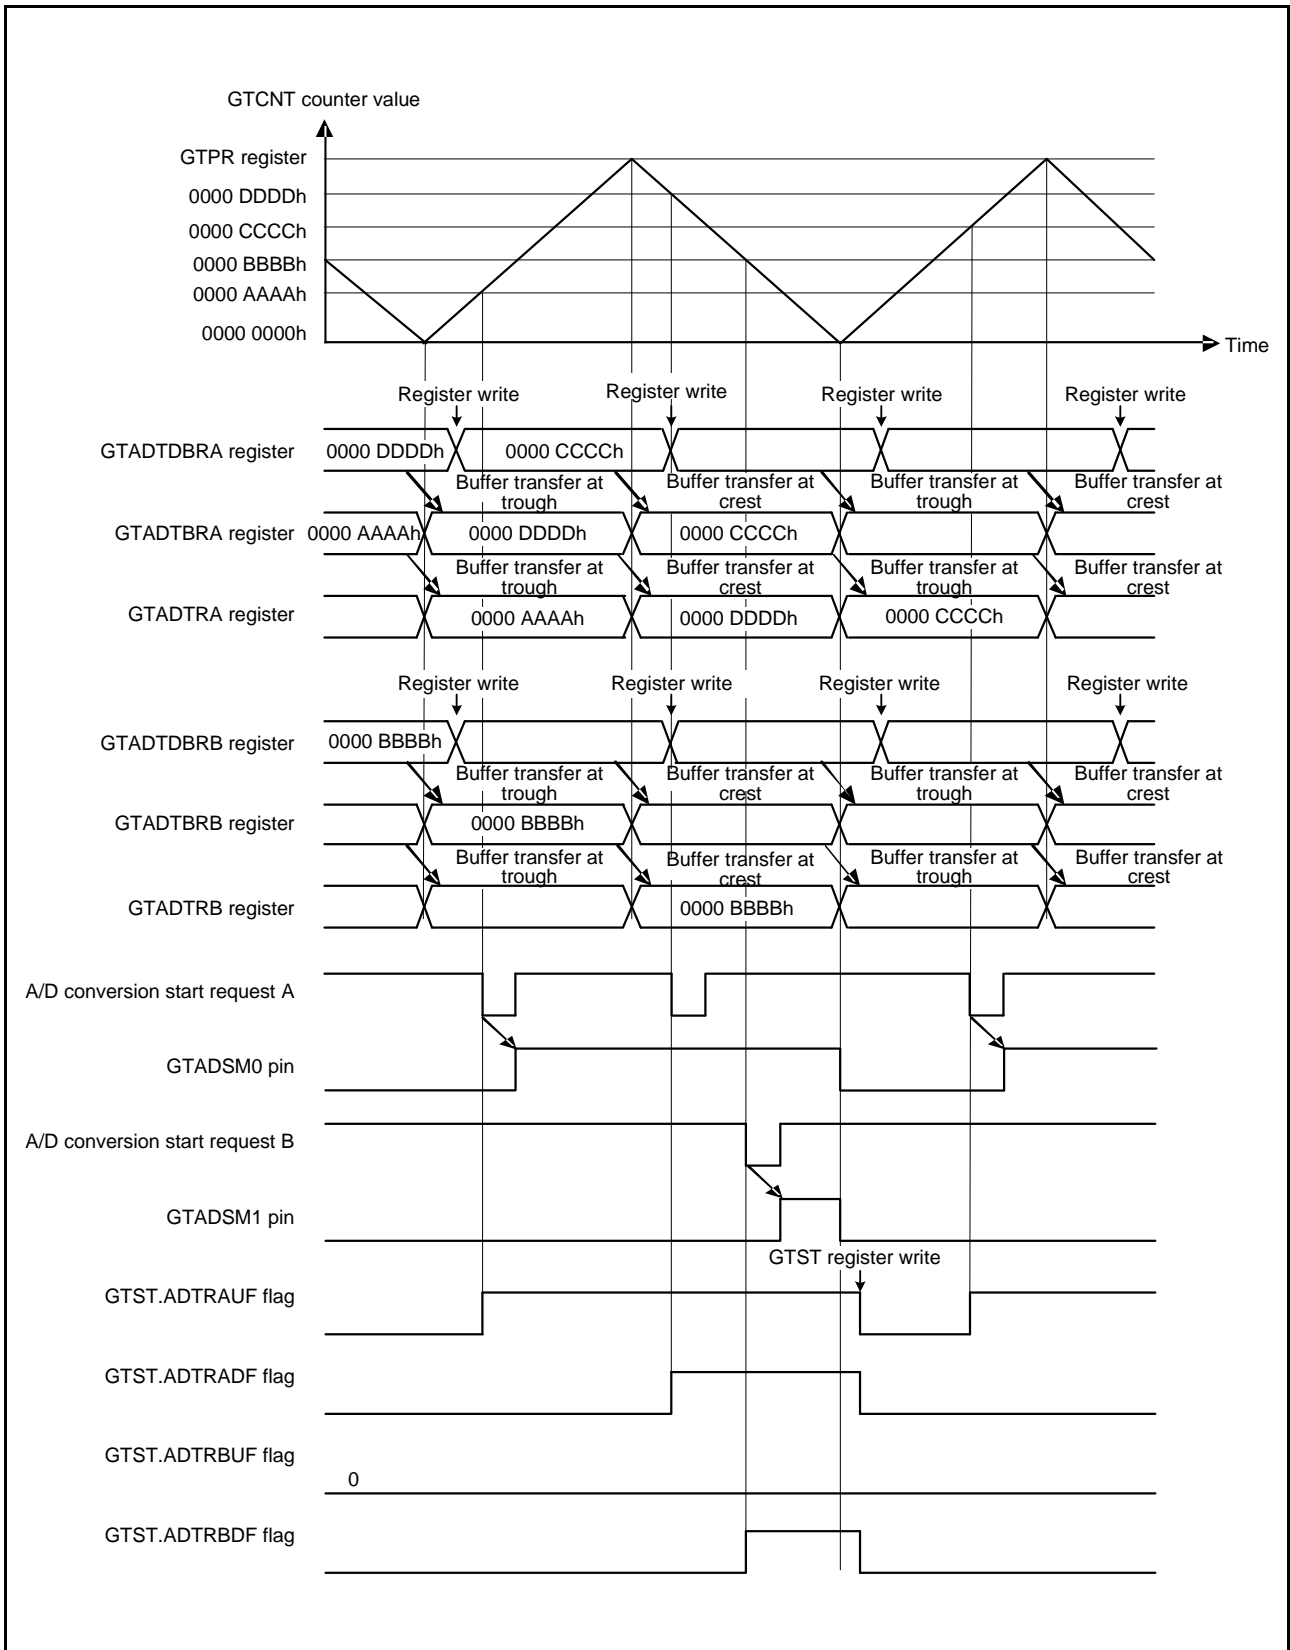 GTCNT counter value
GTPR register
0000 DDDDh
0000 CCCCh
0000 BBBBh
0000 AAAAh
0000 0000h
Time
Register write
Register write
Register write
Register write
GTADTDBRA register
0000 DDDDh
0000 CCCCh
Buffer transfer at
trough
Buffer transfer at
crest
Buffer transfer at
trough
Buffer transfer at
crest
GTADTBRA register
0000 AAAAh
0000 DDDDh
0000 CCCCh
Buffer transfer at
trough
Buffer transfer at
crest
Buffer transfer at
trough
Buffer transfer at
crest
GTADTRA register
0000 AAAAh
0000 DDDDh
0000 CCCCh
Register write
Register write
Register write
Register write
GTADTDBRB register
0000 BBBBh
Buffer transfer at
trough
Buffer transfer at
crest
Buffer transfer at
trough
Buffer transfer at
crest
GTADTBRB register
0000 BBBBh
Buffer transfer at
trough
Buffer transfer at
crest
Buffer transfer at
trough
Buffer transfer at
crest
GTADTRB register
0000 BBBBh
A/D conversion start request A
GTADSM0 pin
A/D conversion start request B
GTADSM1 pin
GTST register write
GTST.ADTRAUF flag
GTST.ADTRADF flag
GTST.ADTRBUF flag
0
GTST.ADTRBDF flag